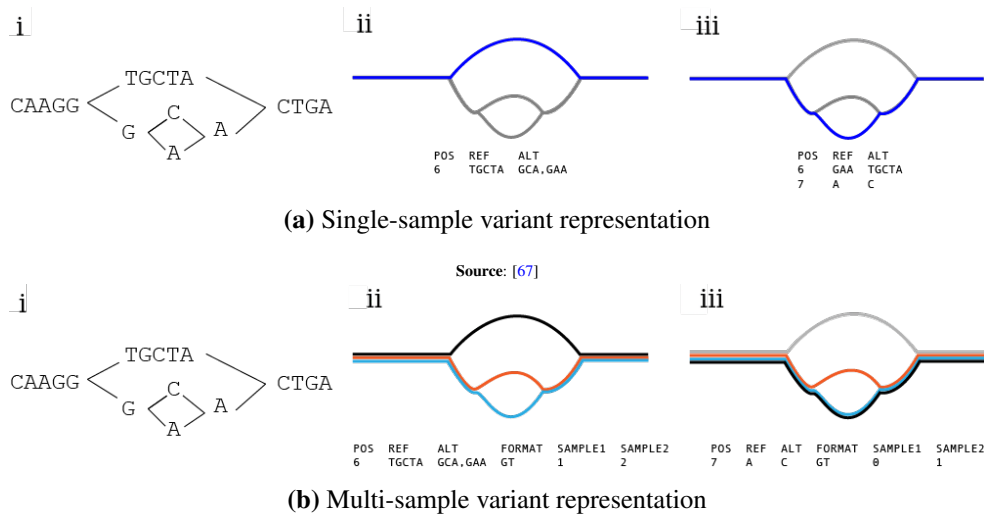 i
ii
iii
TGCTA
CAAGG
C
CTGA
G
A
A
POS REF ALT
6 TGCTA GCA,GAA
POS REF ALT
6 GAA TGCTA
7 A C
(a) Single-sample variant representation
Source: [67]
i
ii
iii
TGCTA
CAAGG
C
CTGA
G
A
A
POS REF ALT FORMAT SAMPLE1 SAMPLE2
6 TGCTA GCA,GAA GT 1 2
POS REF ALT FORMAT SAMPLE1 SAMPLE2
7 A C GT 0 1
(b) Multi-sample variant representation